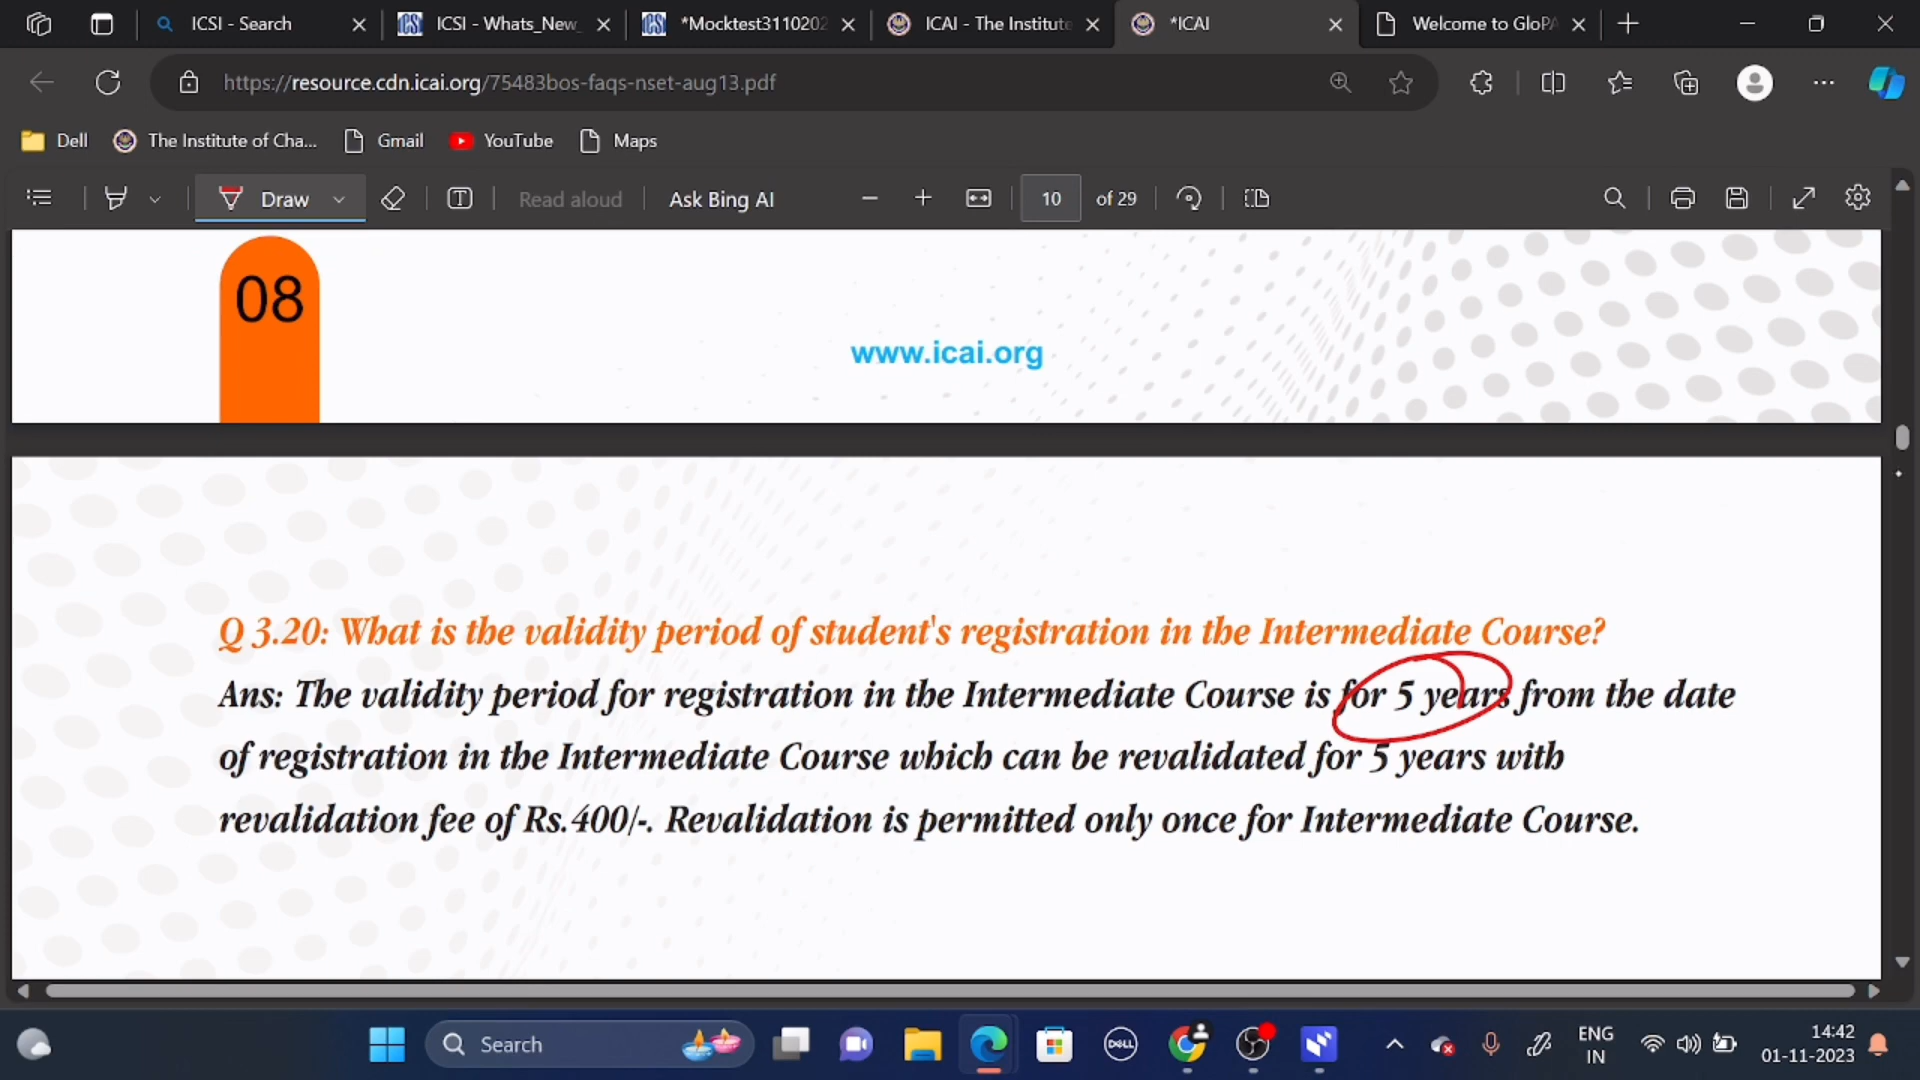 ICSI - Search
ICSI - Whats_New_
*Mocktest3110202
ICAI - The Institute
*ICAI
Welcome to GloPA
https://resource.cdn.icai.org/75483bos-faqs-nset-aug13.pdf
Dell
The Institute of Cha...
Gmail
YouTube
Maps
Draw
Read aloud
Ask Bing AI
10
of 29
08
www.icai.org
Q 3.20: What is the validity period of student's registration in the Intermediate Course?
Ans: The validity period for registration in the Intermediate Course is for 5 years from the date
of registration in the Intermediate Course which can be revalidated for 5 years with
revalidation fee of Rs.400/-. Revalidation is permitted only once for Intermediate Course.
Search
DELL
ENG
IN
14:42
01-11-2023